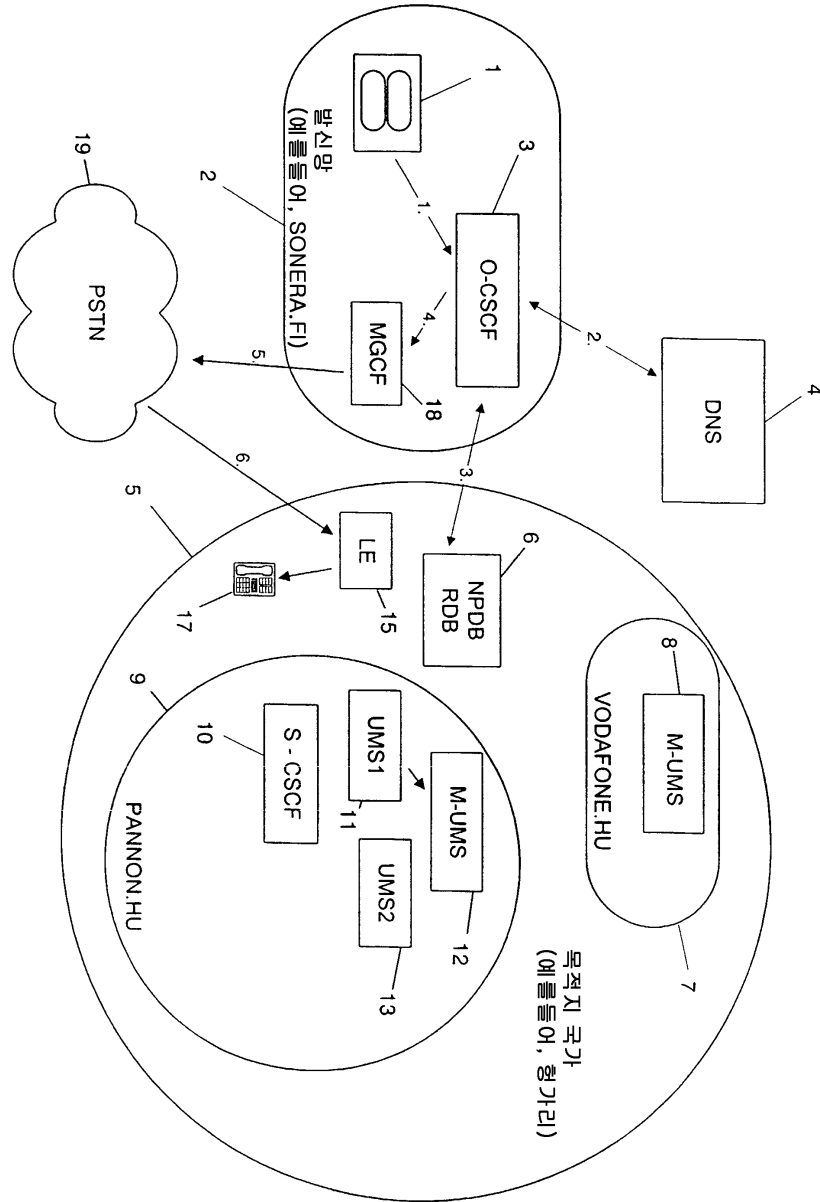 4
DNS
2.
3
O-CSCF
1
1.
4.
MGCF
18
발신망
(예를들어, SONERA.FI)
2
5.
19
PSTN
3.
6.
5
6
NPDB
RDB
LE
15
17
8
M-UMS
VODAFONE.HU
7
목적지 국가
(예를들어, 헝가리)
9
M-UMS
12
UMS1
11
UMS2
13
S - CSCF
10
PANNON.HU